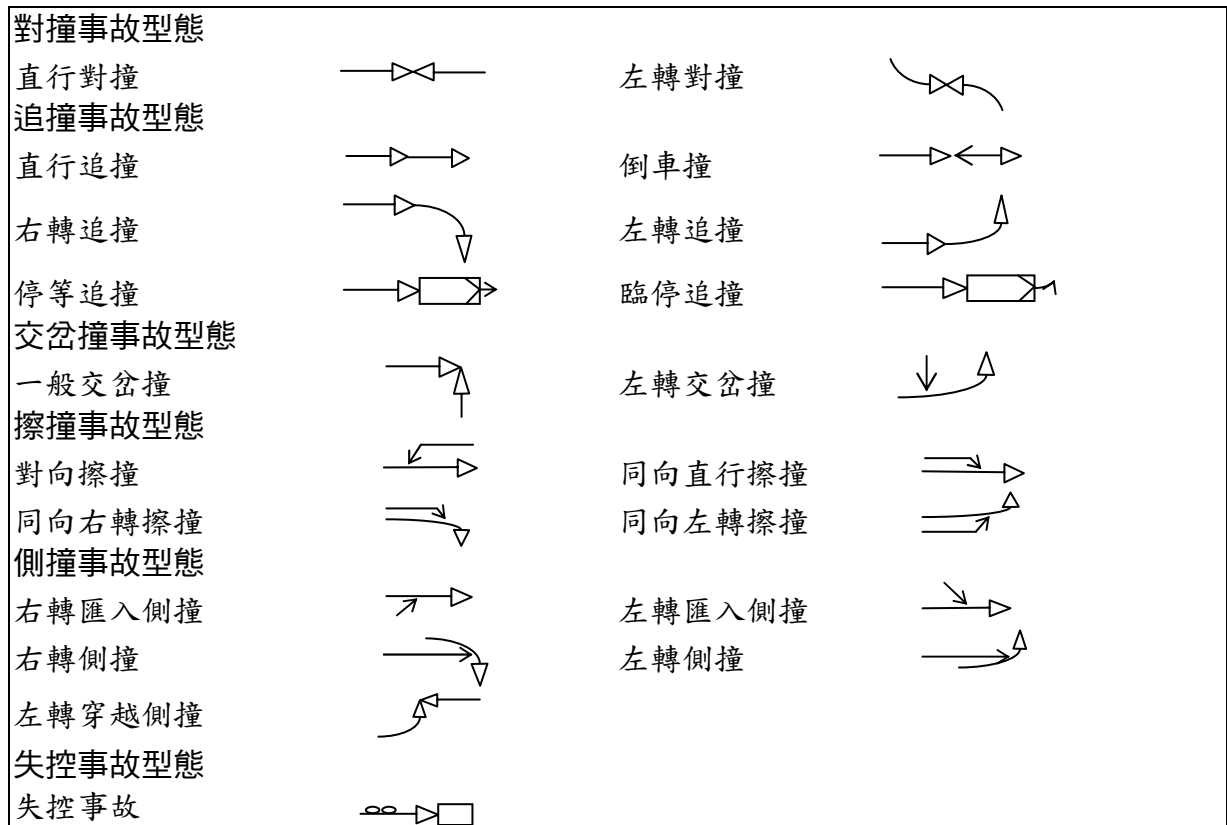 對撞事故型態
直行對撞 左轉對撞
追撞事故型態
直行追撞 倒車撞
右轉追撞 左轉追撞
停等追撞 臨停追撞
交岔撞事故型態
一般交岔撞 左轉交岔撞
擦撞事故型態
對向擦撞 同向直行擦撞
同向右轉擦撞 同向左轉擦撞
側撞事故型態
右轉匯入側撞 左轉匯入側撞
右轉側撞 左轉側撞
左轉穿越側撞
失控事故型態
失控事故